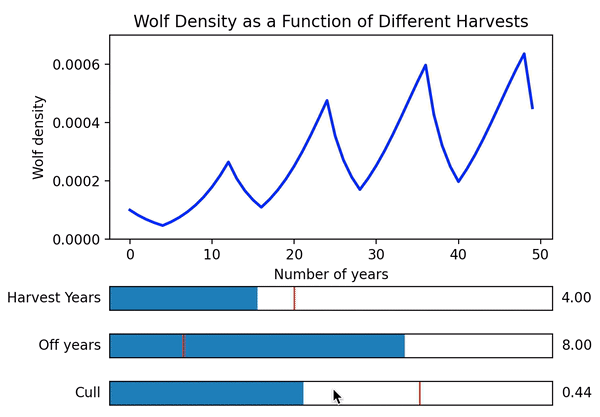 Wolf Density as a Function of Different Harvests
0.0006
0.0004
0.0002
0.0000
Wolf density
0 10 20 30 40 50
Number of years
Harvest Years 4.00
Off years 8.00
Cull 0.44